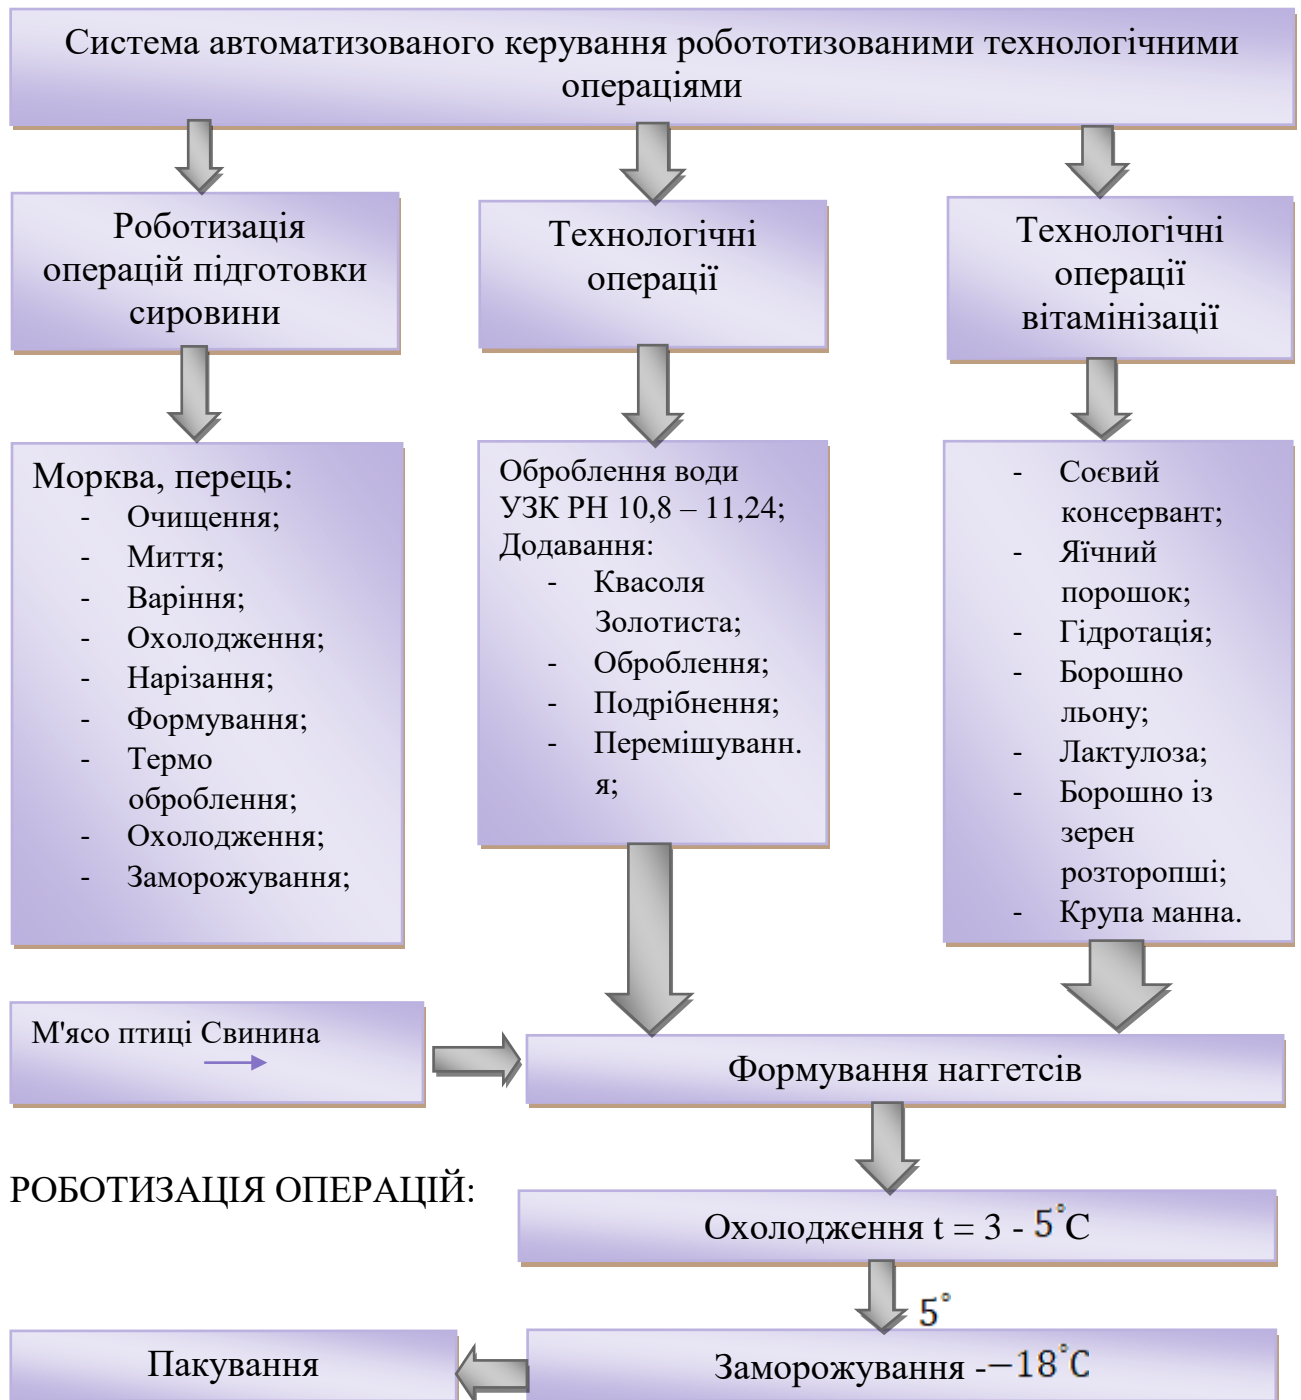 Система автоматизованого керування робототизованими технологічними
операціями
Роботизація
операцій підготовки
сировини
Технологічні
операції
Технологічні
операції
вітамінізації
Морква, перець:
- Очищення;
- Миття;
- Варіння;
- Охолодження;
- Нарізання;
- Формування;
- Термо
оброблення;
- Охолодження;
- Заморожування;
Оброблення води
УЗК РН 10,8 – 11,24;
Додавання:
- Квасоля
Золотиста;
- Оброблення;
- Подрібнення;
- Перемішуванн.
я;
- Соєвий
консервант;
- Яїчний
порошок;
- Гідротація;
- Борошно
льону;
- Лактулоза;
- Борошно із
зерен
розторопші;
- Крупа манна.
М'ясо птиці Свинина
Формування наггетсів
РОБОТИЗАЦІЯ ОПЕРАЦІЙ:
Охолодження t = 3 - 5°С
5°
Пакування
Заморожування -−18°C